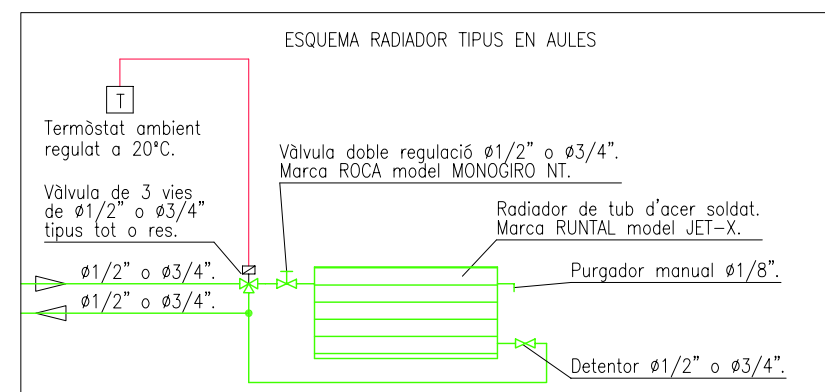 ESQUEMA RADIADOR TIPUS EN AULES
T
Termòstat ambient
regulat a 20ºC.
Vàlvula doble regulació ø1/2" o ø3/4".
Marca ROCA model MONOGIRO NT.
Vàlvula de 3 vies
de ø1/2" o ø3/4"
tipus tot o res.
Radiador de tub d'acer soldat.
Marca RUNTAL model JET-X.
ø1/2" o ø3/4".
Purgador manual ø1/8".
ø1/2" o ø3/4".
Detentor ø1/2" o ø3/4".